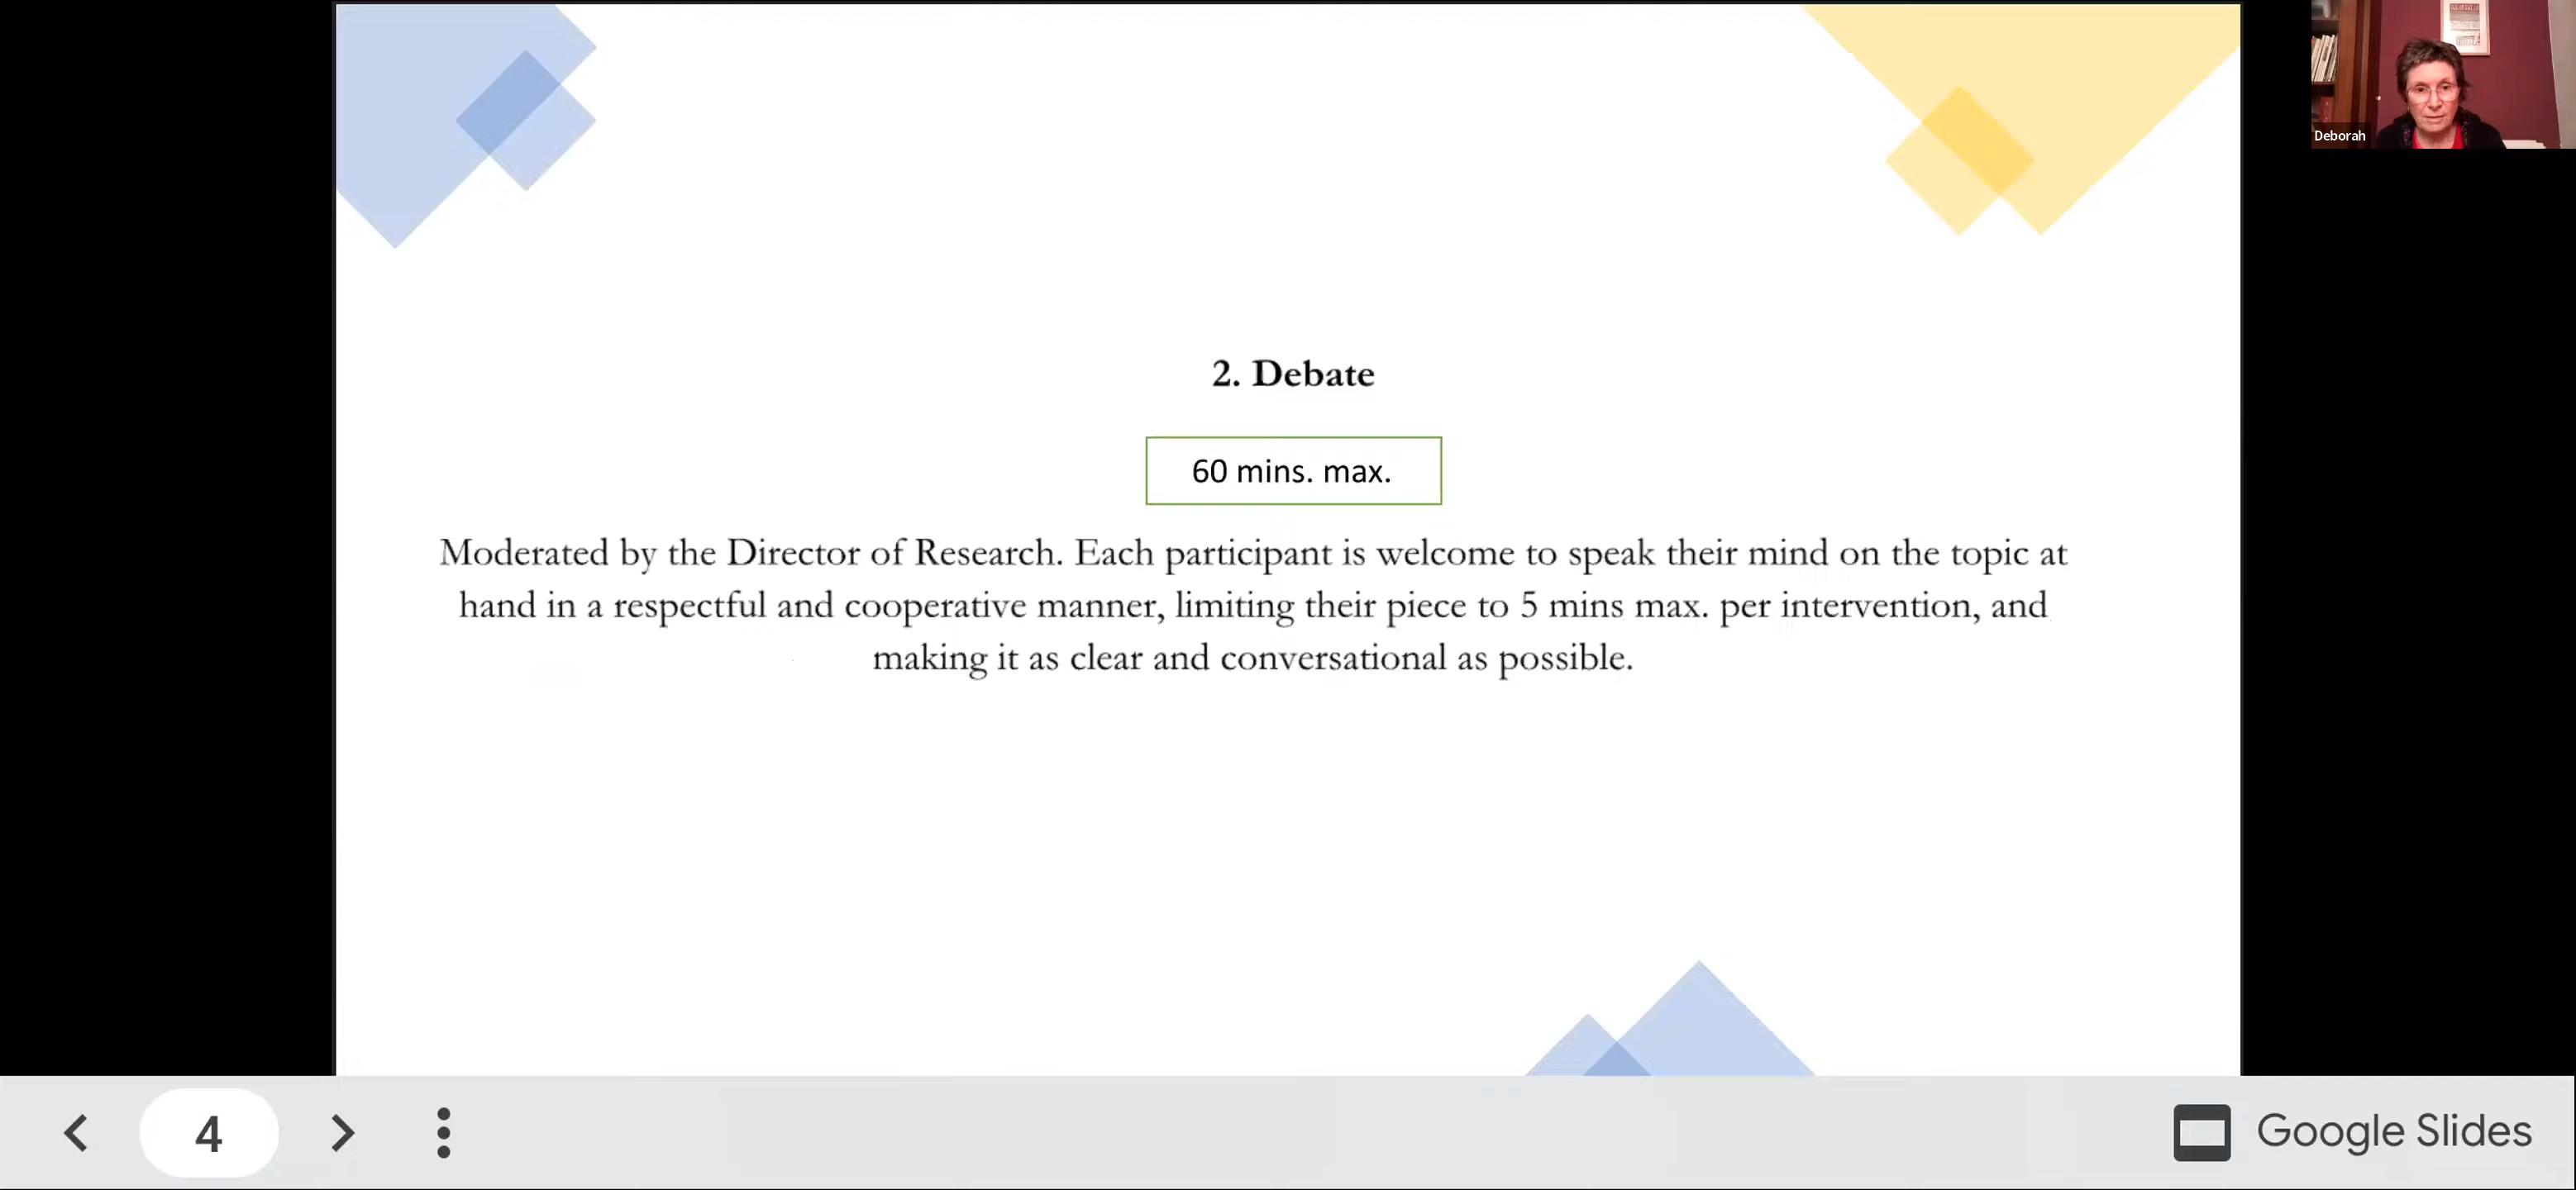 Deborah
2. Debate
60 mins. max.
Moderated by the Director of Research. Each participant is welcome to speak their mind on the topic at
hand in a respectful and cooperative manner, limiting their piece to 5 mins max. per intervention, and
making it as clear and conversational as possible.
4
Google Slides